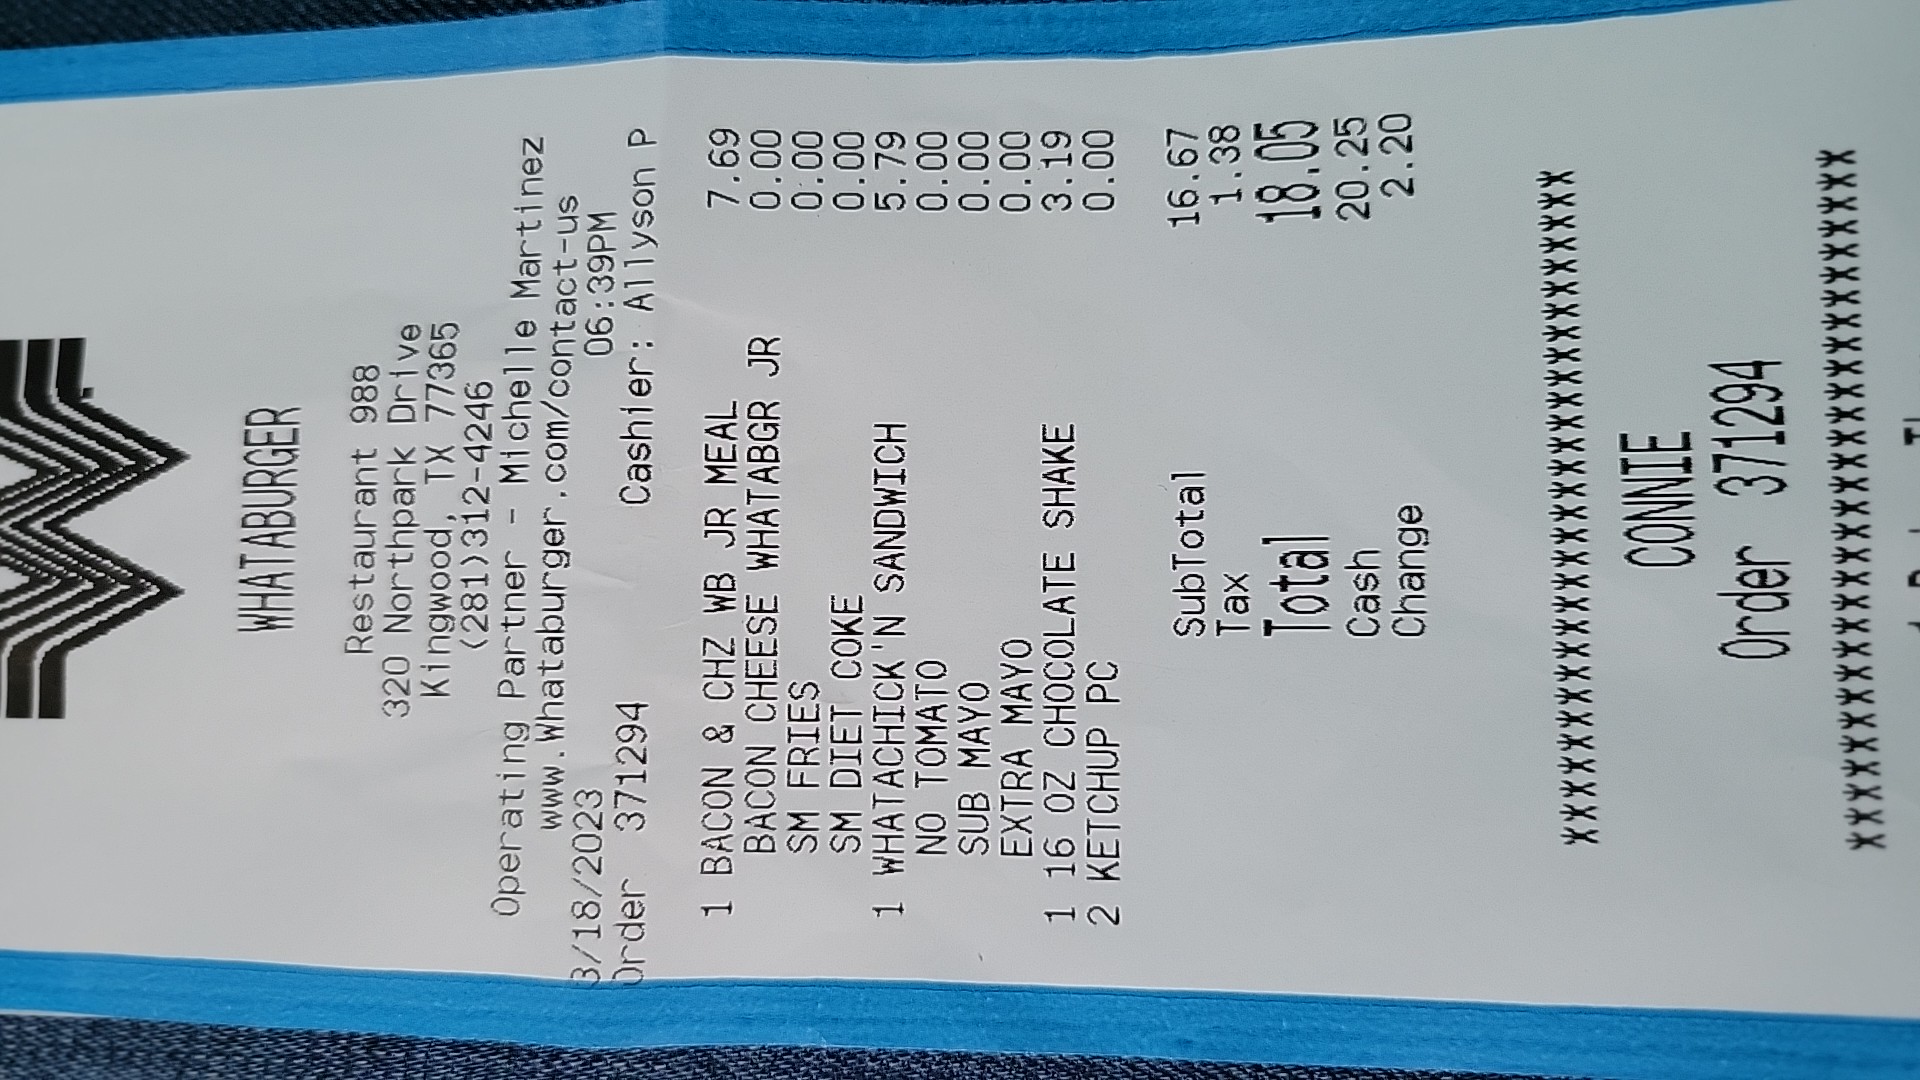 WHATABURGER
Restaurant 988
320 Northpark Drive
Kingwood, TX 77365
(281)312-4246
Operating Partner - Michelle Martinez
www.Whataburger.com/contact-us
3/18/2023 06:39PM
Order 371294 Cashier: Allyson P
1 BACON & CHZ WB JR MEAL 7.69
BACON CHEESE WHATABGR JR 0.00
SM FRIES 0.00
SM DIET COKE 0.00
1 WHATACHICK'N SANDWICH 5.79
NO TOMATO 0.00
SUB MAYO 0.00
EXTRA MAYO 0.00
1 16 OZ CHOCOLATE SHAKE 3.19
2 KETCHUP PC 0.00
SubTotal 16.67
Tax 1.38
Total 18.05
Cash 20.25
Change 2.20
CONNIE
Order 371294